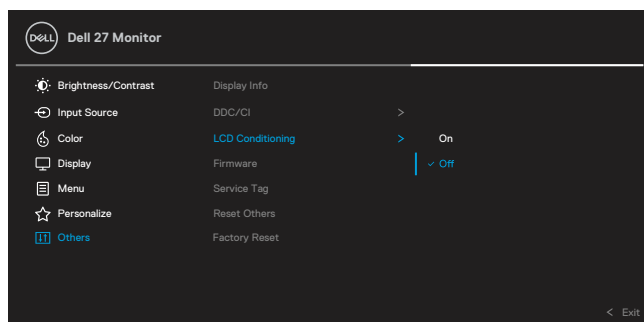 DELL Dell 27 Monitor
Brightness/Contrast Display Info
Input Source DDC/CI >
Color LCD Conditioning > On
Display Firmware ✓ Off
Menu Service Tag
Personalize Reset Others
Others Factory Reset
< Exit